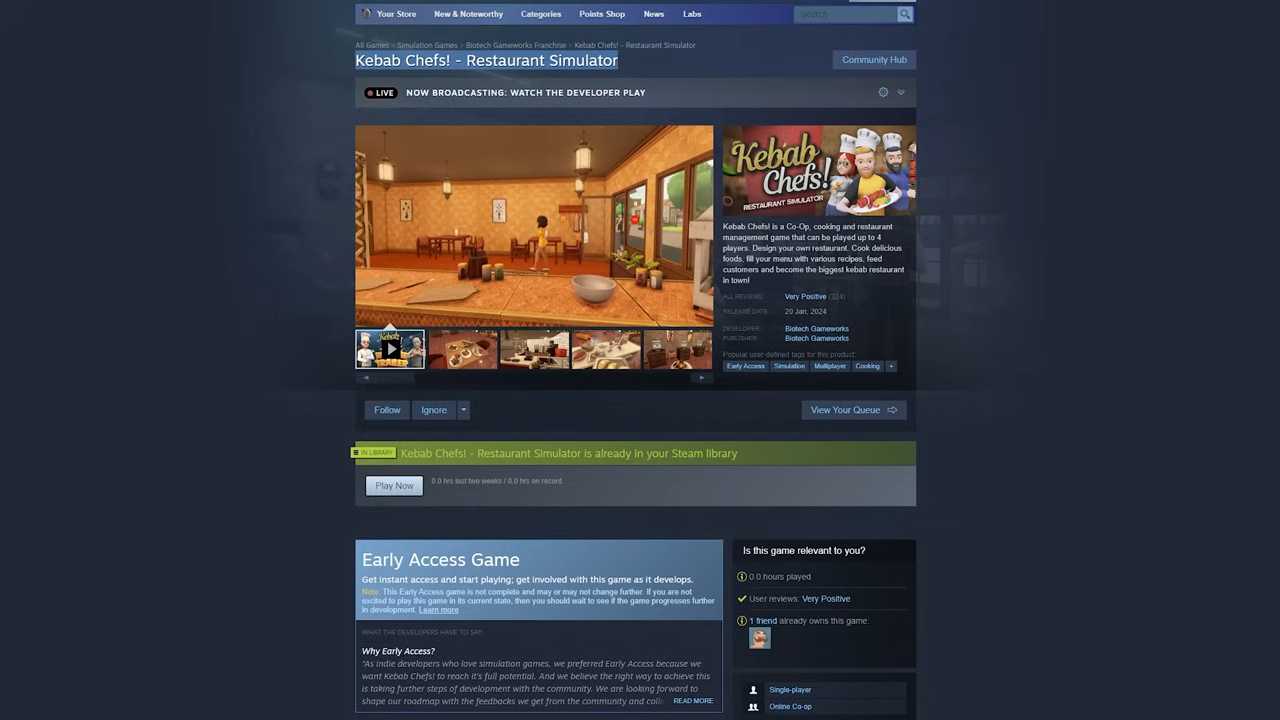 Your Store
New & Noteworthy
Categories
Points Shop
News
Labs
search
All Games > Simulation Games > Biotech Gameworks Franchise > Kebab Chefs! - Restaurant Simulator
Kebab Chefs! - Restaurant Simulator
Community Hub
LIVE
NOW BROADCASTING: WATCH THE DEVELOPER PLAY
Kebab
Chefs!
RESTAURANT SIMULATOR
Kebab Chefs! is a Co-Op, cooking and restaurant
management game that can be played up to 4
players. Design your own restaurant. Cook delicious
foods, fill your menu with various recipes, feed
customers and become the biggest kebab restaurant
in town!
ALL REVIEWS: Very Positive (324)
RELEASE DATE: 20 Jan, 2024
DEVELOPER: Biotech Gameworks
PUBLISHER: Biotech Gameworks
Popular user-defined tags for this product:
Early Access
Simulation
Multiplayer
Cooking
+
Follow
Ignore
View Your Queue
IN LIBRARY
Kebab Chefs! - Restaurant Simulator is already in your Steam library
Play Now
0.0 hrs last two weeks / 0.0 hrs on record
Early Access Game
Get instant access and start playing; get involved with this game as it develops.
Note: This Early Access game is not complete and may or may not change further. If you are not
excited to play this game in its current state, then you should wait to see if the game progresses further
in development. Learn more
WHAT THE DEVELOPERS HAVE TO SAY:
Why Early Access?
"As indie developers who love simulation games, we preferred Early Access because we
want Kebab Chefs! to reach it's full potential. And we believe the right way to achieve this
is taking further steps of development with the community. We are looking forward to
shape our roadmap with the feedbacks we get from the community and
READ MORE
Is this game relevant to you?
0.0 hours played
User reviews: Very Positive
1 friend already owns this game:
Single-player
Online Co-op